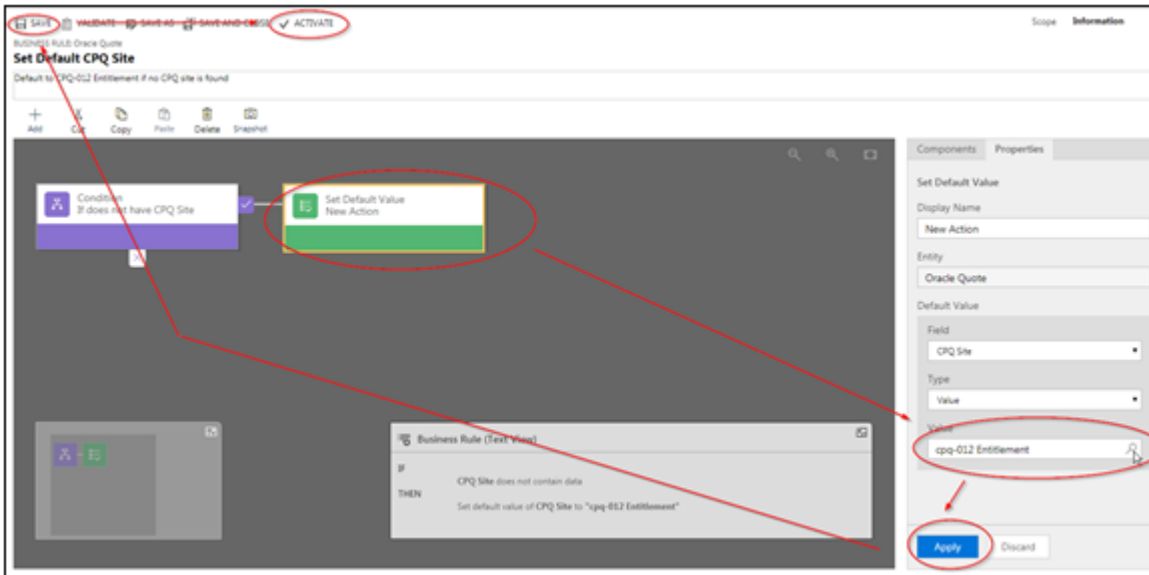 SAVE VALIDATE SAVE AS SAVE AND CLOSE ACTIVATE
Scope Information
BUSINESS RULE: Oracle Quote
Set Default CPQ Site
Default to CPQ-012 Entitlement if no CPQ site is found
Add Cut Copy Paste Delete Snapshot
Condition
If does not have CPQ Site
Set Default Value
New Action
Business Rule (Text View)
IF
CPQ Site does not contain data
THEN
Set default value of CPQ Site to "cpq-012 Entitlement"
Components Properties
Set Default Value
Display Name
New Action
Entity
Oracle Quote
Default Value
Field
CPQ Site
Type
Value
Value
cpq-012 Entitlement
Apply Discard